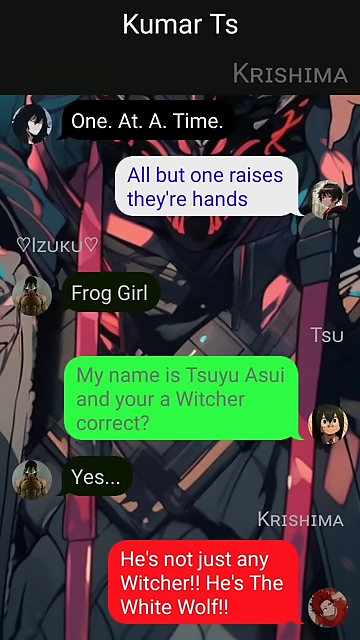 Kumar Ts
Krishima
One. At. A. Time.
All but one raises
they're hands
♡Izuku♡
Frog Girl
Tsu
My name is Tsuyu Asui
and your a Witcher
correct?
Yes...
Krishima
He's not just any
Witcher!! He's The
White Wolf!!